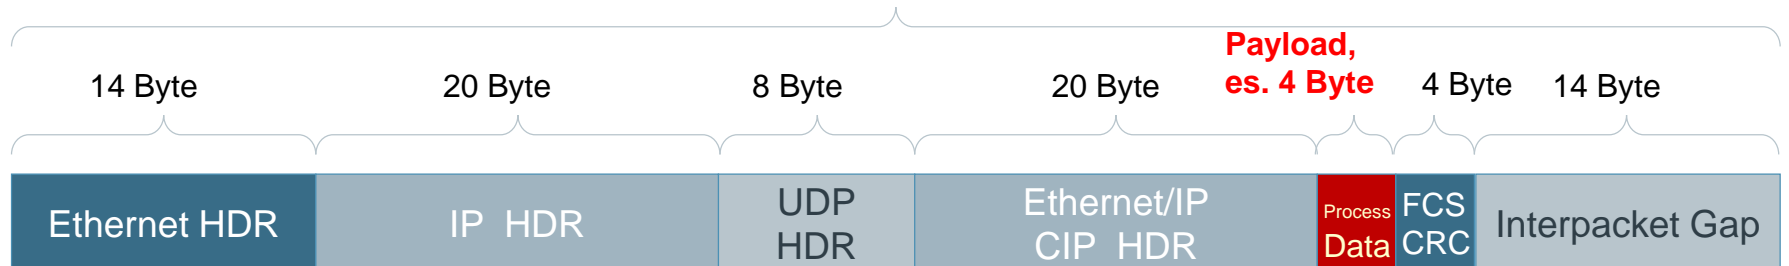 Payload,
es. 4 Byte
14 Byte
20 Byte
8 Byte
20 Byte
4 Byte
14 Byte
Ethernet HDR
IP HDR
UDP
HDR
Ethernet/IP
CIP HDR
Process
Data
FCS
CRC
Interpacket Gap